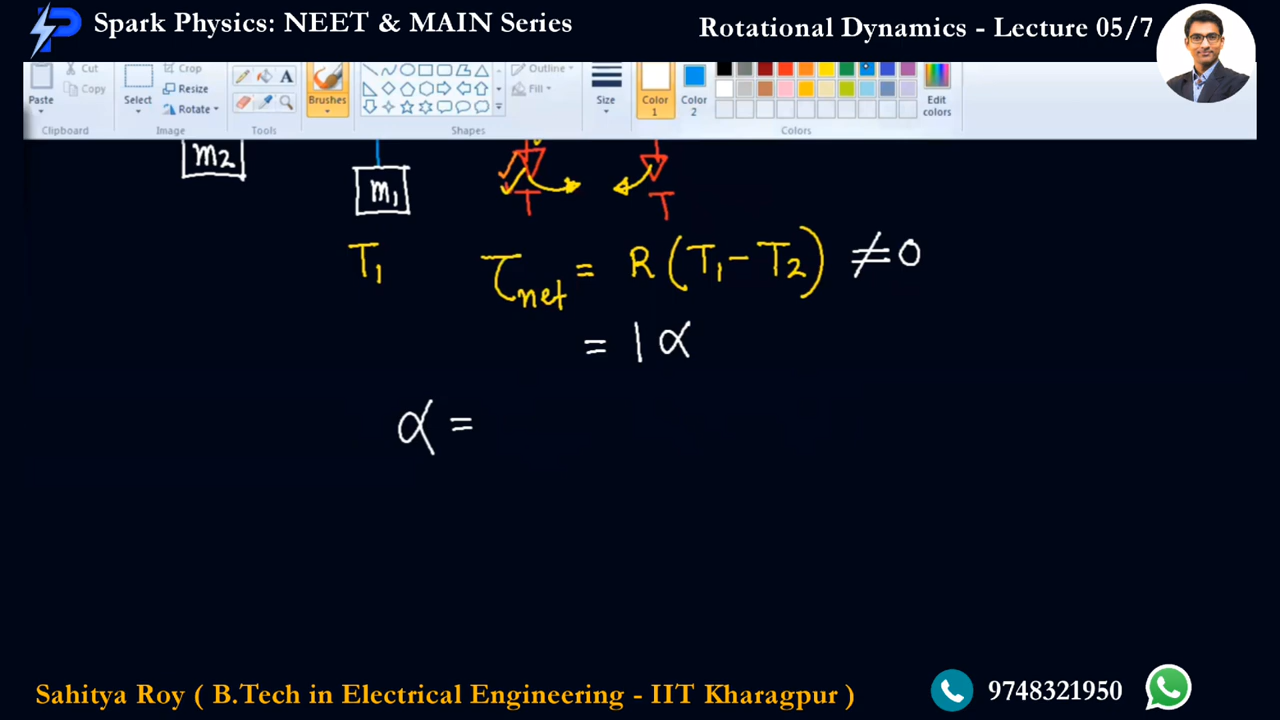 Spark Physics: NEET & MAIN Series
Rotational Dynamics - Lecture 05/7
Cut
Copy
Paste
Clipboard
Select
Crop
Resize
Rotate
Image
A
Tools
Brushes
Outline
Fill
Shapes
Size
Color 1
Color 2
Edit colors
Colors
m2
m1
T
T
T1
τnet = R(T1-T2) ≠0
= Iα
α =
Sahitya Roy ( B.Tech in Electrical Engineering - IIT Kharagpur )
9748321950